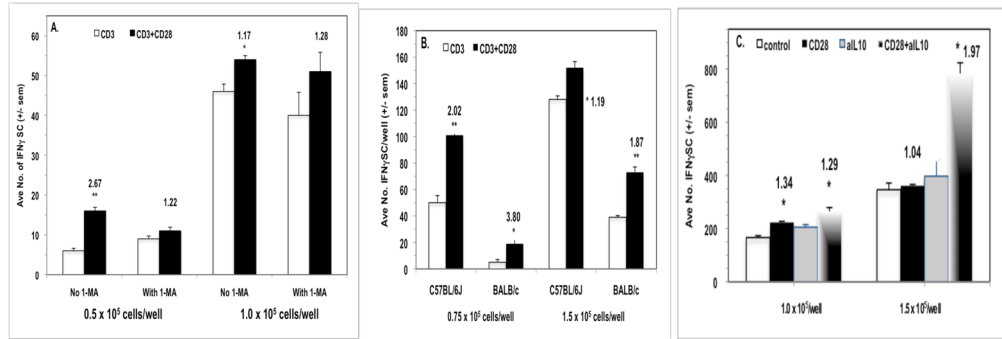 A.
CD3 CD3+CD28
Ave No. of IFNγ SC (+/- sem)
60
50
40
30
20
10
0
2.67
**
1.22
1.17
*
1.28
No 1-MA With 1-MA No 1-MA With 1-MA
0.5 x 10⁵ cells/well 1.0 x 10⁵ cells/well
B.
CD3 CD3+CD28
Ave No. IFNγSC/well (+/- sem)
180
160
140
120
100
80
60
40
20
0
2.02
**
3.80
*
* 1.19
1.87
**
C57BL/6J BALB/c C57BL/6J BALB/c
0.75 x 10⁵ cells/well 1.5 x 10⁵ cells/well
C.
control CD28 aIL10 CD28+aIL10
Ave No. IFNγSC (+/- sem)
800
600
400
200
0
1.34
*
1.29
*
1.04
* 1.97
1.0 x 10⁵/well 1.5 x 10⁵/well